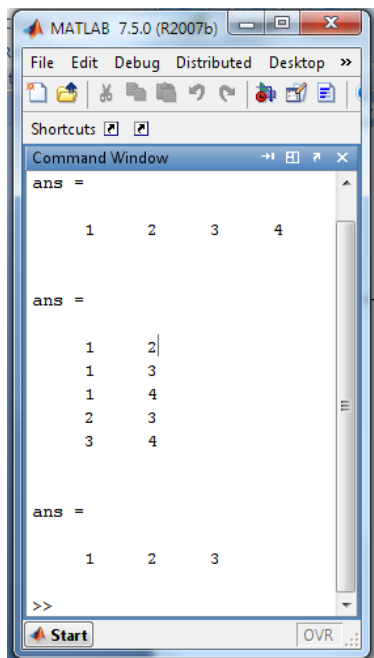 MATLAB 7.5.0 (R2007b)
File Edit Debug Distributed Desktop »
Shortcuts
Command Window
ans =
1 2 3 4
ans =
1 2
1 3
1 4
2 3
3 4
ans =
1 2 3
>>
Start OVR